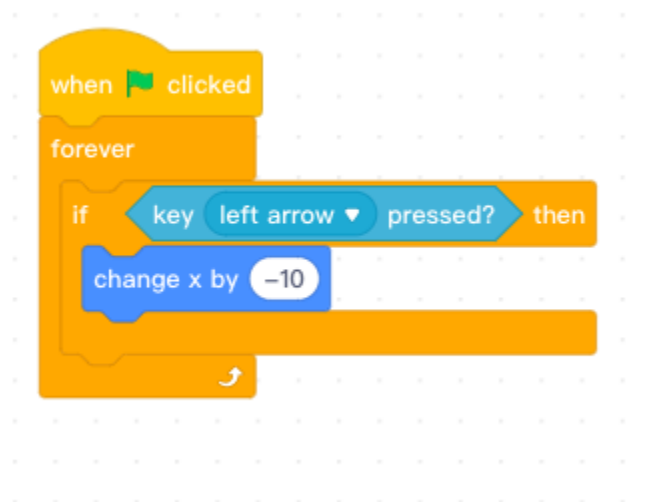 when clicked
forever
if key left arrow pressed? then
change x by –10